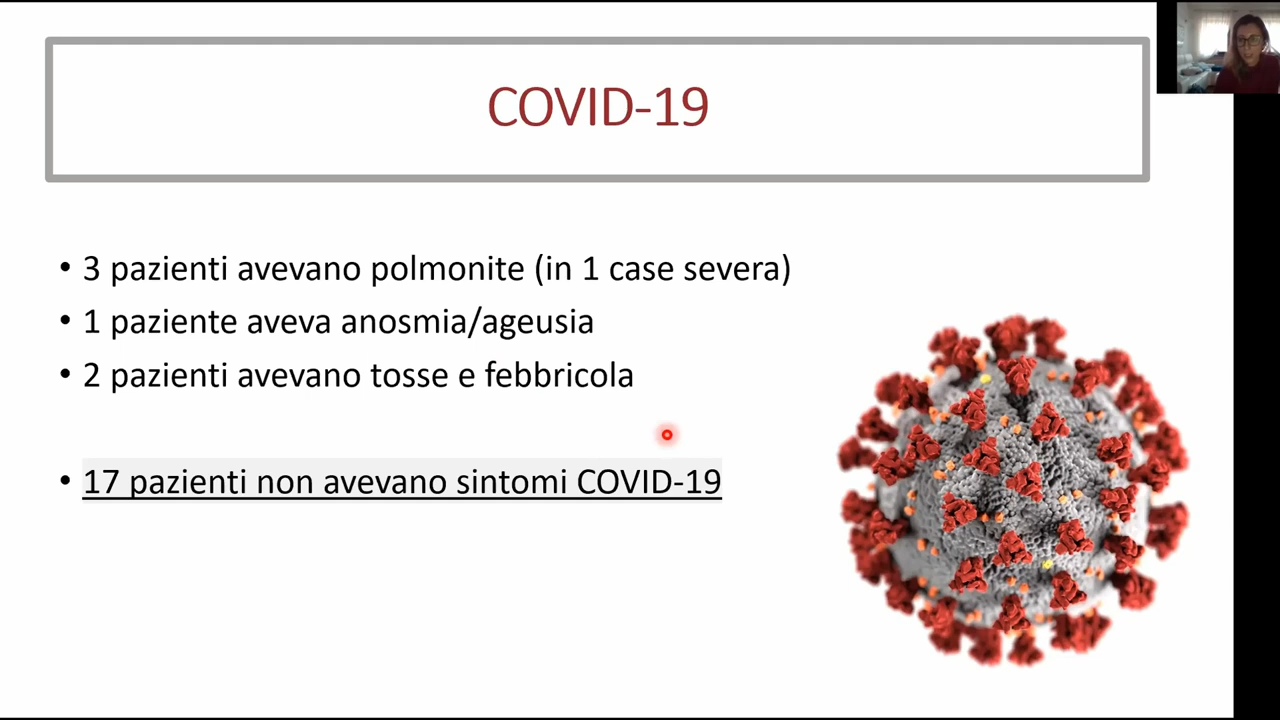 COVID-19
• 3 pazienti avevano polmonite (in 1 case severa)
• 1 paziente aveva anosmia/ageusia
• 2 pazienti avevano tosse e febbricola
• 17 pazienti non avevano sintomi COVID-19